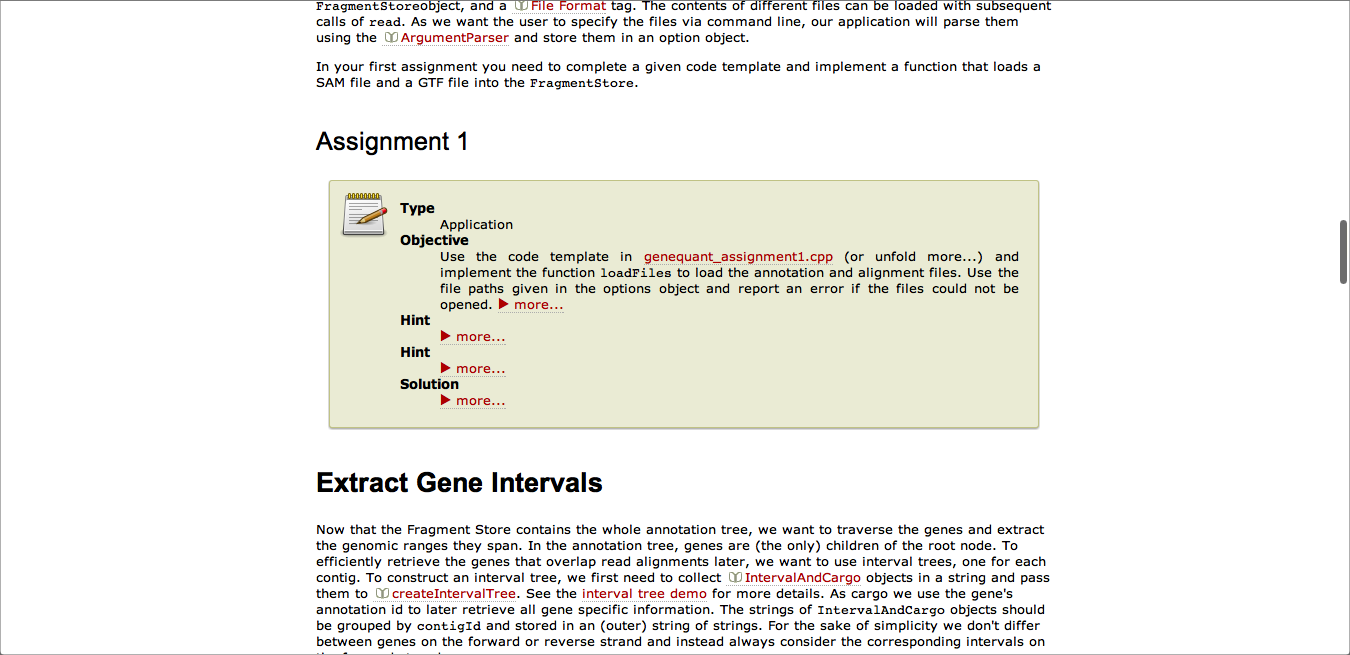 FragmentStoreobject, and a File Format tag. The contents of different files can be loaded with subsequent
calls of read. As we want the user to specify the files via command line, our application will parse them
using the ArgumentParser and store them in an option object.
In your first assignment you need to complete a given code template and implement a function that loads a
SAM file and a GTF file into the FragmentStore.
Assignment 1
Type
Application
Objective
Use the code template in genequant_assignment1.cpp (or unfold more...) and
implement the function loadFiles to load the annotation and alignment files. Use the
file paths given in the options object and report an error if the files could not be
opened. ▶ more...
Hint
▶ more...
Hint
▶ more...
Solution
▶ more...
Extract Gene Intervals
Now that the Fragment Store contains the whole annotation tree, we want to traverse the genes and extract
the genomic ranges they span. In the annotation tree, genes are (the only) children of the root node. To
efficiently retrieve the genes that overlap read alignments later, we want to use interval trees, one for each
contig. To construct an interval tree, we first need to collect IntervalAndCargo objects in a string and pass
them to createIntervalTree. See the interval tree demo for more details. As cargo we use the gene's
annotation id to later retrieve all gene specific information. The strings of IntervalAndCargo objects should
be grouped by contigId and stored in an (outer) string of strings. For the sake of simplicity we don't differ
between genes on the forward or reverse strand and instead always consider the corresponding intervals on